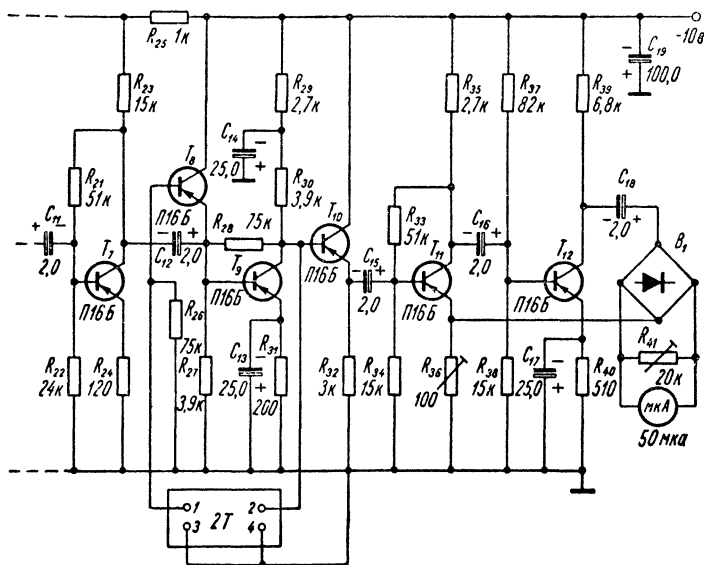 R25 1к
-10в
R23
15к
R29
2,7к
R35
2,7к
R37
82к
R39
6,8к
C19
100,0
C14
25,0
T8
R21
51к
П16Б
R30
3,9к
T10
R33
51к
C16
2,0
C18
2,0
B1
C11
2,0
T7
П16Б
C12
2,0
R28
75к
T9
П16Б
П16Б
C15
2,0
T11
П16Б
T12
П16Б
R26
75к
R22
24к
R24
120
R27
3,9к
C13
25,0
R31
200
R32
3к
R34
15к
R36
100
R38
15к
C17
25,0
R40
510
R41
20к
мкА
50мка
1 2Т 2
3 4